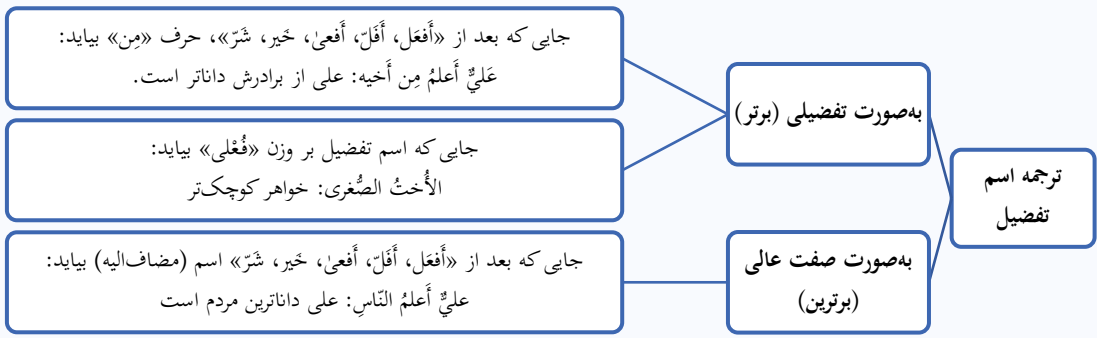 ترجمه اسم
تفضیل
به‌صورت تفضیلی (برتر)
جایی که بعد از «أَفعَل، أَفَلّ، أَفعیٰ، خَیر، شَرّ»، حرف «مِن» بیاید:
عَليٌّ أَعلمُ مِن أَخیه: علی از برادرش داناتر است.
جایی که اسم تفضیل بر وزن «فُعْلی» بیاید:
الأُختُ الصُّغری: خواهر کوچک‌تر
به‌صورت صفت عالی
(برترین)
جایی که بعد از «أَفعَل، أَفَلّ، أَفعیٰ، خَیر، شَرّ» اسم (مضاف‌الیه) بیاید:
عليٌّ أَعلمُ النّاسِ: علی داناترین مردم است